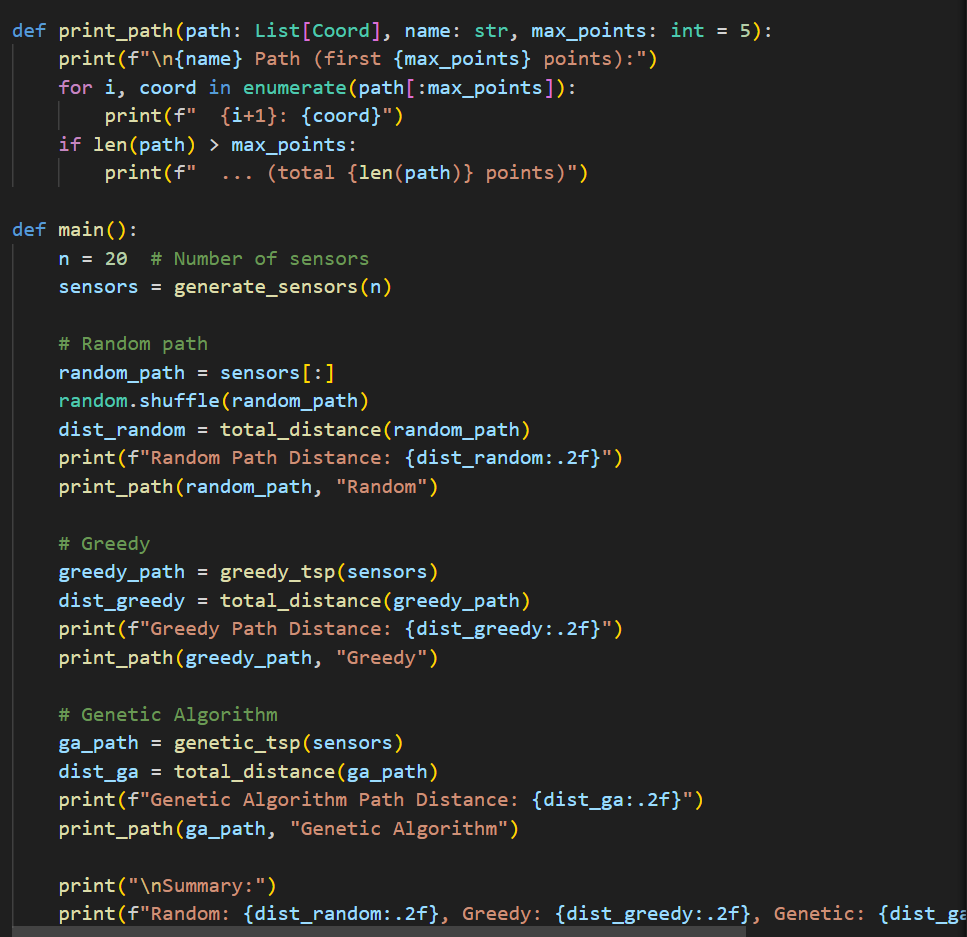 def print_path(path: List[Coord], name: str, max_points: int = 5):
    print(f"\n{name} Path (first {max_points} points):")
    for i, coord in enumerate(path[:max_points]):
        print(f"  {i+1}: {coord}")
    if len(path) > max_points:
        print(f"  ... (total {len(path)} points)")

def main():
    n = 20  # Number of sensors
    sensors = generate_sensors(n)

    # Random path
    random_path = sensors[:]
    random.shuffle(random_path)
    dist_random = total_distance(random_path)
    print(f"Random Path Distance: {dist_random:.2f}")
    print_path(random_path, "Random")

    # Greedy
    greedy_path = greedy_tsp(sensors)
    dist_greedy = total_distance(greedy_path)
    print(f"Greedy Path Distance: {dist_greedy:.2f}")
    print_path(greedy_path, "Greedy")

    # Genetic Algorithm
    ga_path = genetic_tsp(sensors)
    dist_ga = total_distance(ga_path)
    print(f"Genetic Algorithm Path Distance: {dist_ga:.2f}")
    print_path(ga_path, "Genetic Algorithm")

    print("\nSummary:")
    print(f"Random: {dist_random:.2f}, Greedy: {dist_greedy:.2f}, Genetic: {